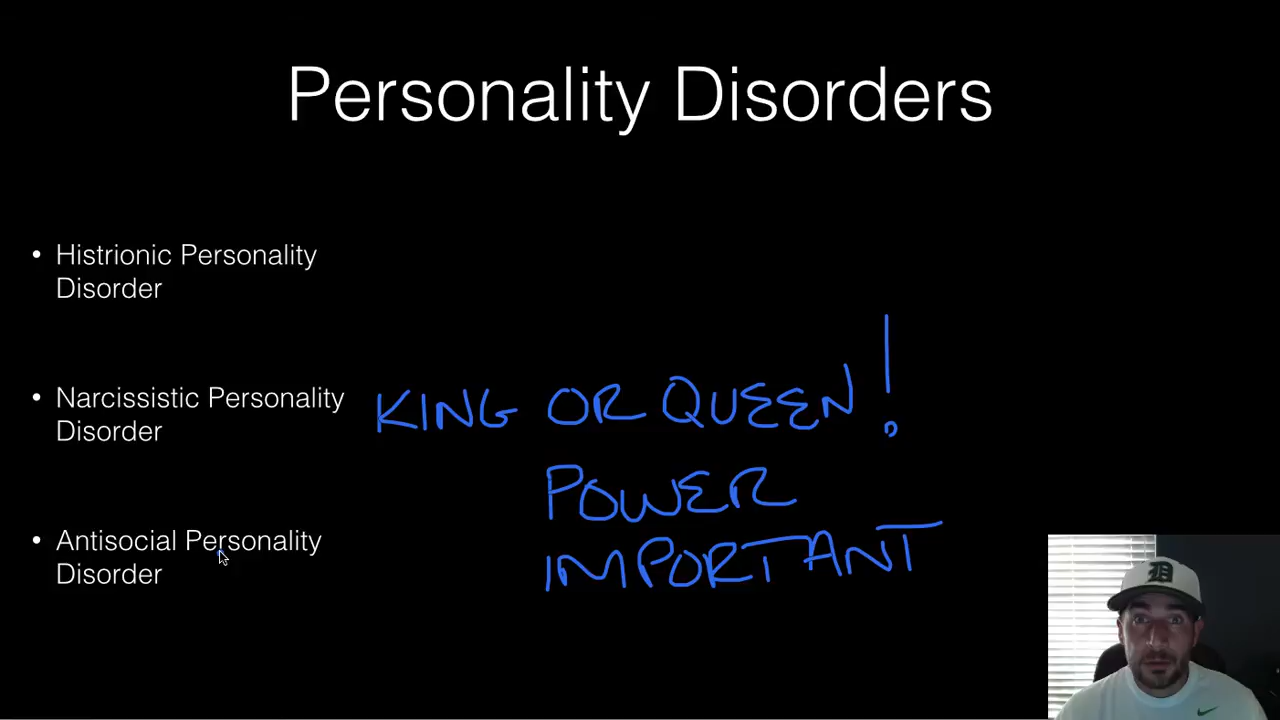 Personality Disorders
• Histrionic Personality
Disorder
• Narcissistic Personality
Disorder
KING OR QUEEN!
POWER
IMPORTANT
• Antisocial Personality
Disorder
D